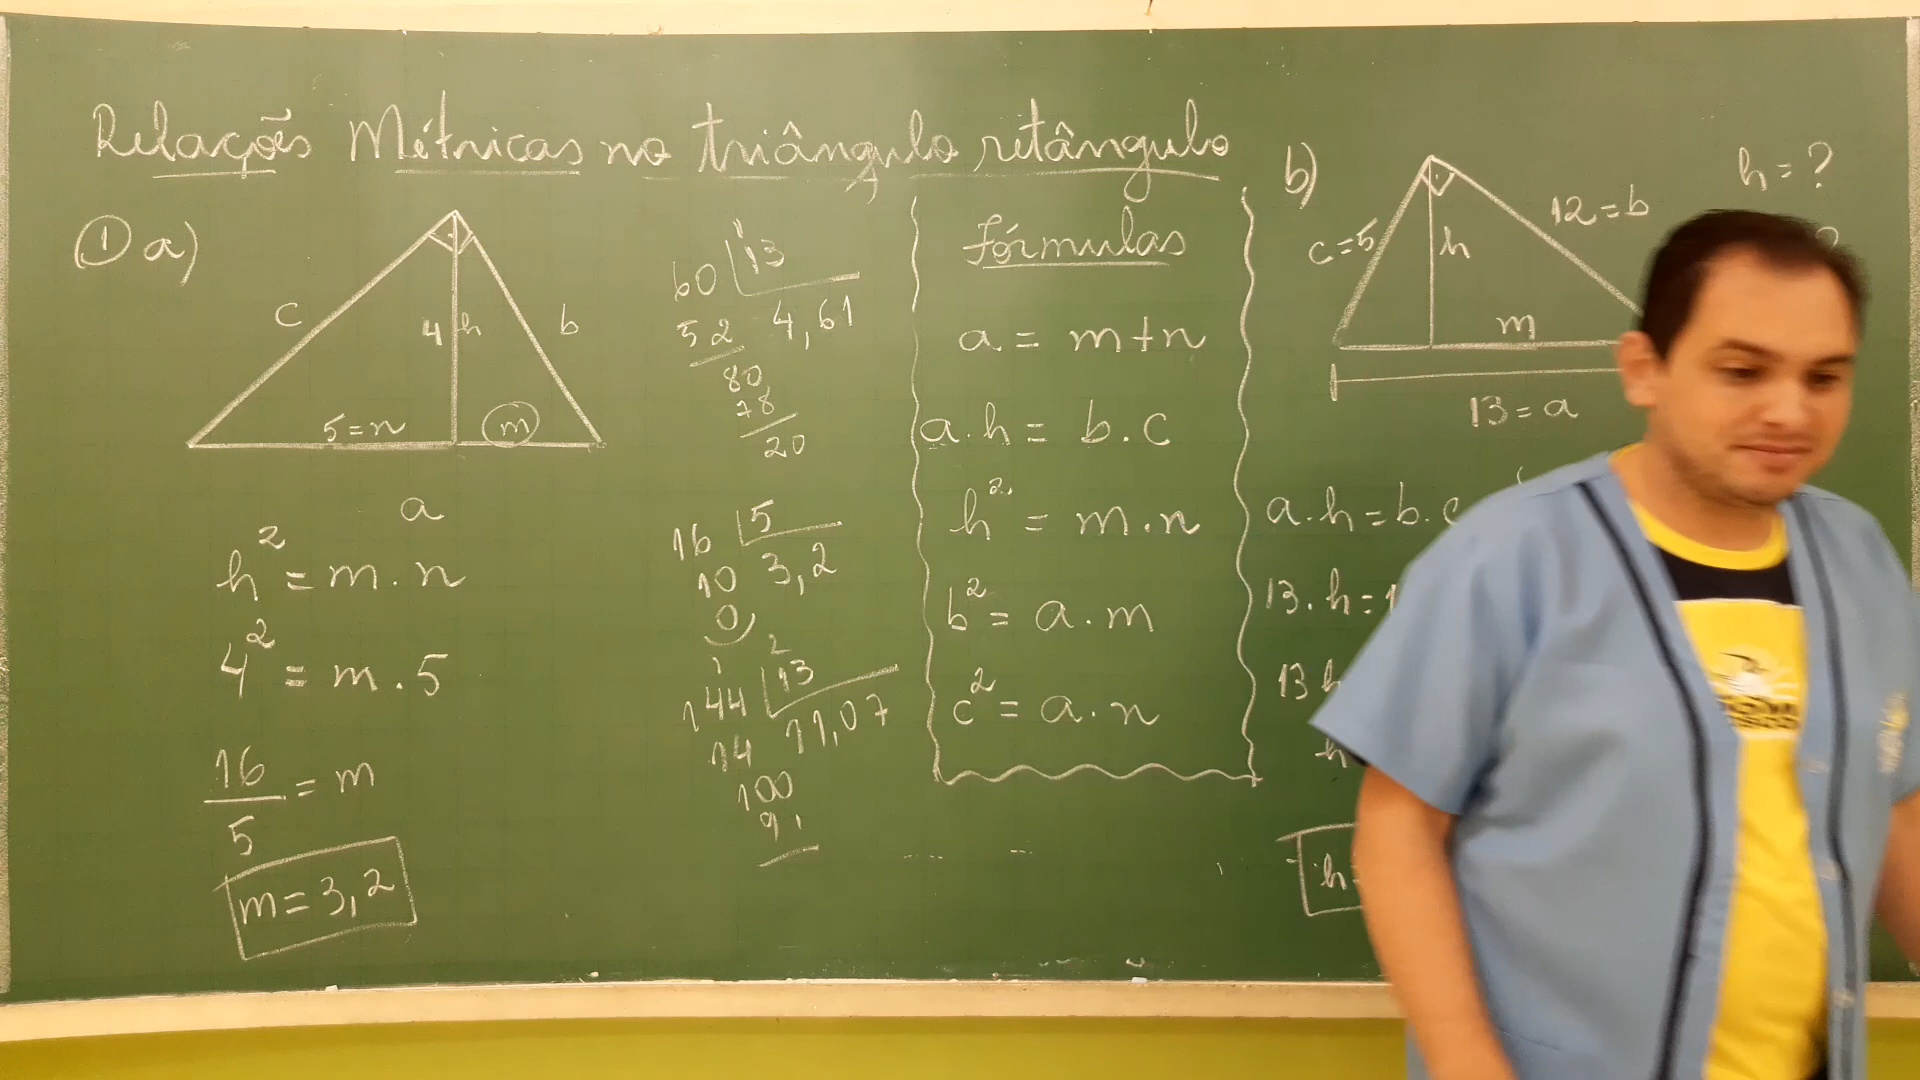 Relações Métricas no triângulo retângulo
1 a)
c
4 h
b
5=n
m
a
h² = m.n
4² = m.5
16/5 = m
m = 3,2
60 |13
52 4,61
80
78
20
16 |5
10 3,2
0
144 |13
14 11,07
100
91
Fórmulas
a = m+n
a.h = b.c
h² = m.n
b² = a.m
c² = a.n
b)
h = ?
c=5
12=b
h
m
13=a
a.h=b.c
13.h=
13h
h
h